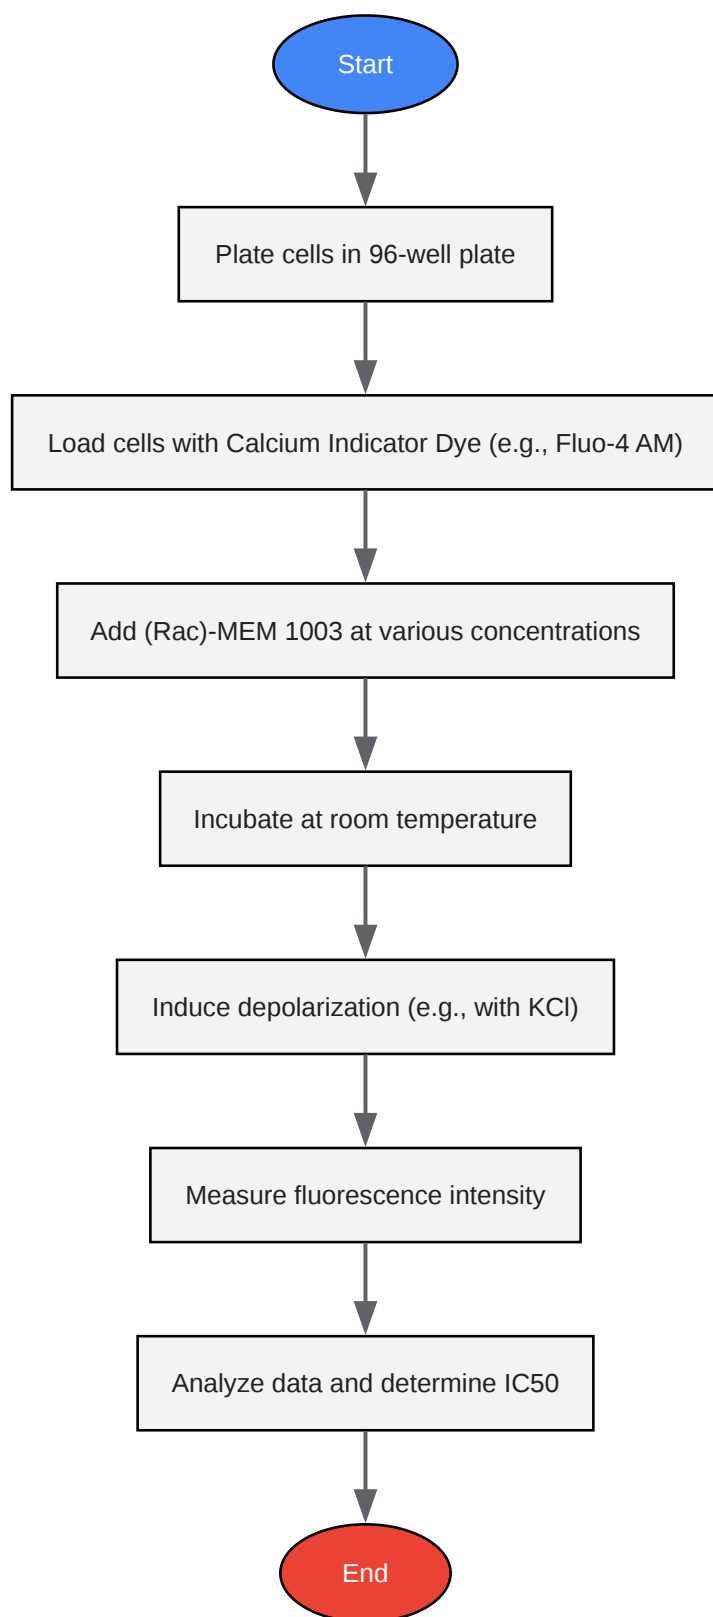 Start
Plate cells in 96-well plate
Load cells with Calcium Indicator Dye (e.g., Fluo-4 AM)
Add (Rac)-MEM 1003 at various concentrations
Incubate at room temperature
Induce depolarization (e.g., with KCl)
Measure fluorescence intensity
Analyze data and determine IC50
End